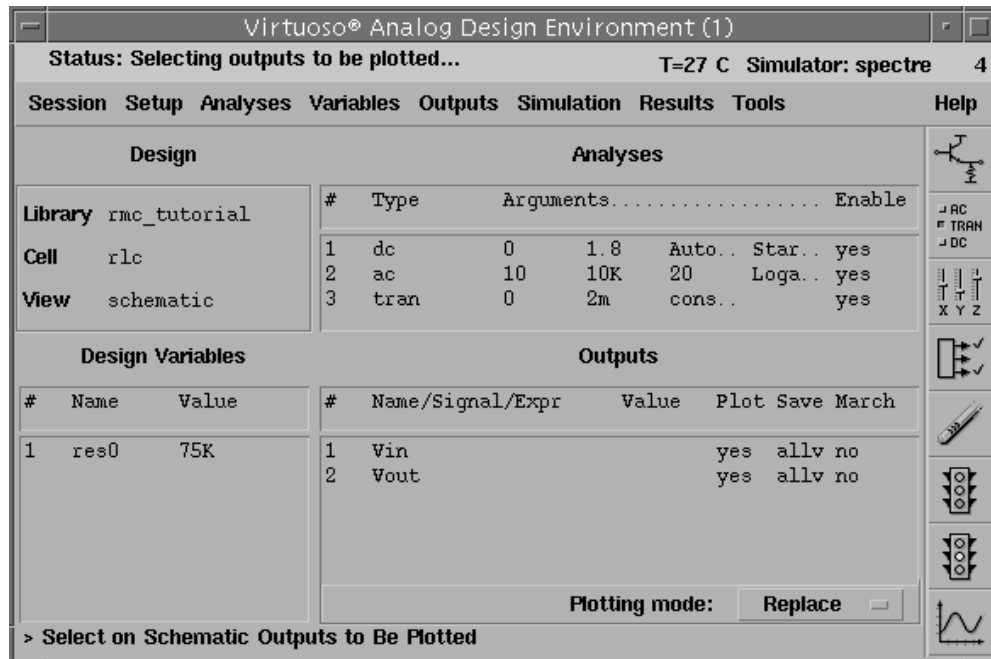 Virtuoso® Analog Design Environment (1)
Status: Selecting outputs to be plotted... T=27 C Simulator: spectre 4
Session Setup Analyses Variables Outputs Simulation Results Tools Help
Design
Library rmc_tutorial
Cell rlc
View schematic
Analyses
# Type Arguments................... Enable
1 dc 0 1.8 Auto.. Star.. yes
2 ac 10 10K 20 Loga.. yes
3 tran 0 2m cons.. yes
Design Variables
# Name Value
1 res0 75K
Outputs
# Name/Signal/Expr Value Plot Save March
1 Vin yes allv no
2 Vout yes allv no
Plotting mode: Replace
> Select on Schematic Outputs to Be Plotted
AC
TRAN
DC
X Y Z